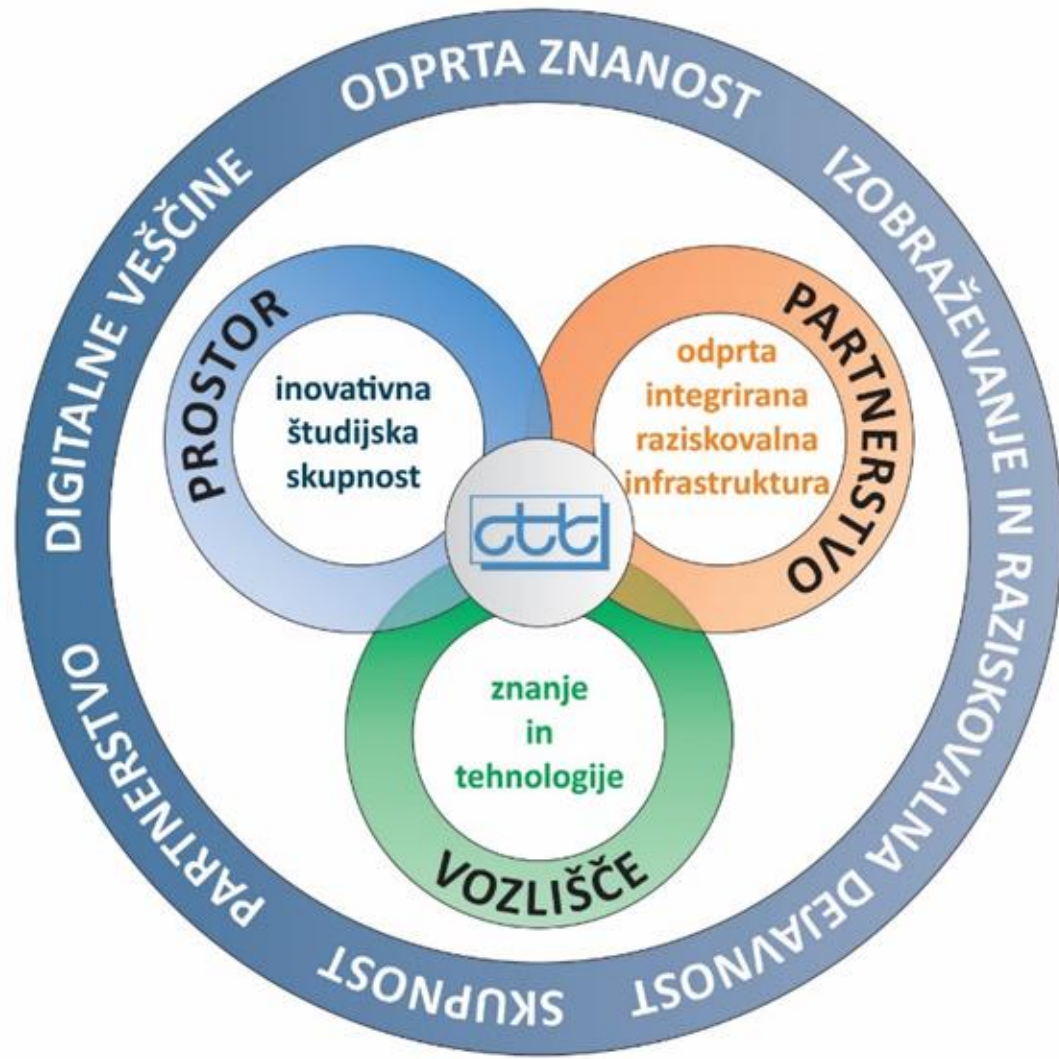 ODPRTA ZNANOST
IZOBRAŽEVANJE IN RAZISKOVALNA DEJAVNOST
SKUPNOST
PARTNERSTVO
DIGITALNE VEŠČINE
PROSTOR
inovativna
študijska
skupnost
PARTNERSTVO
odprta
integrirana
raziskovalna
infrastruktura
ctk
znanje
in
tehnologije
VOZLIŠČE